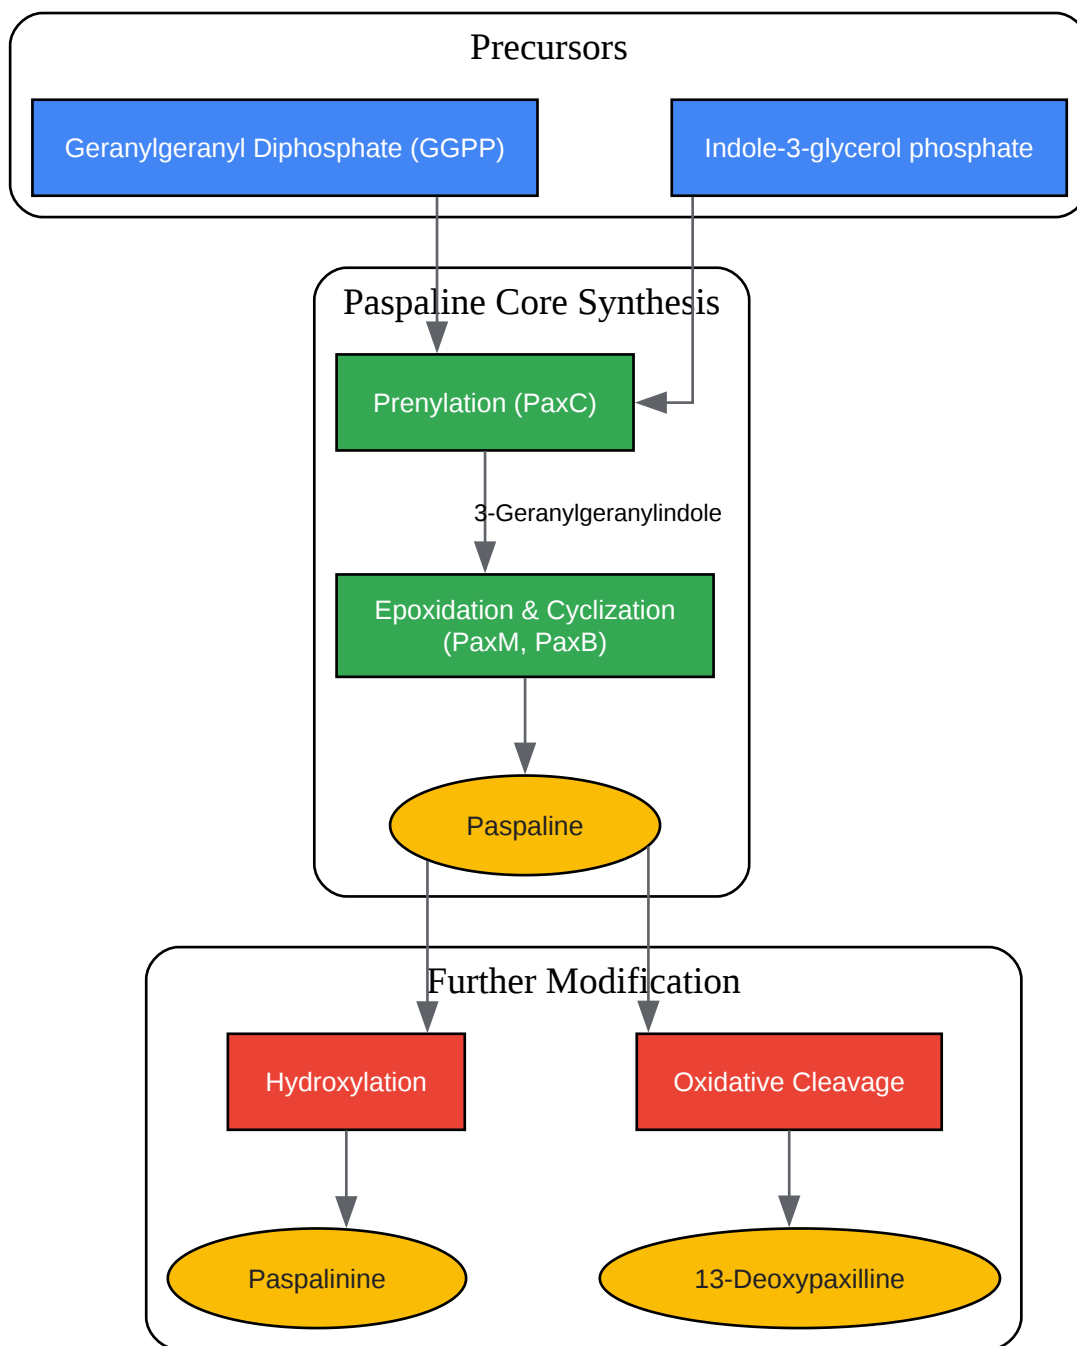 Precursors
Geranylgeranyl Diphosphate (GGPP)
Indole-3-glycerol phosphate
Paspaline Core Synthesis
Prenylation (PaxC)
3-Geranylgeranylindole
Epoxidation & Cyclization
(PaxM, PaxB)
Paspaline
Further Modification
Hydroxylation
Oxidative Cleavage
Paspalinine
13-Deoxypaxilline